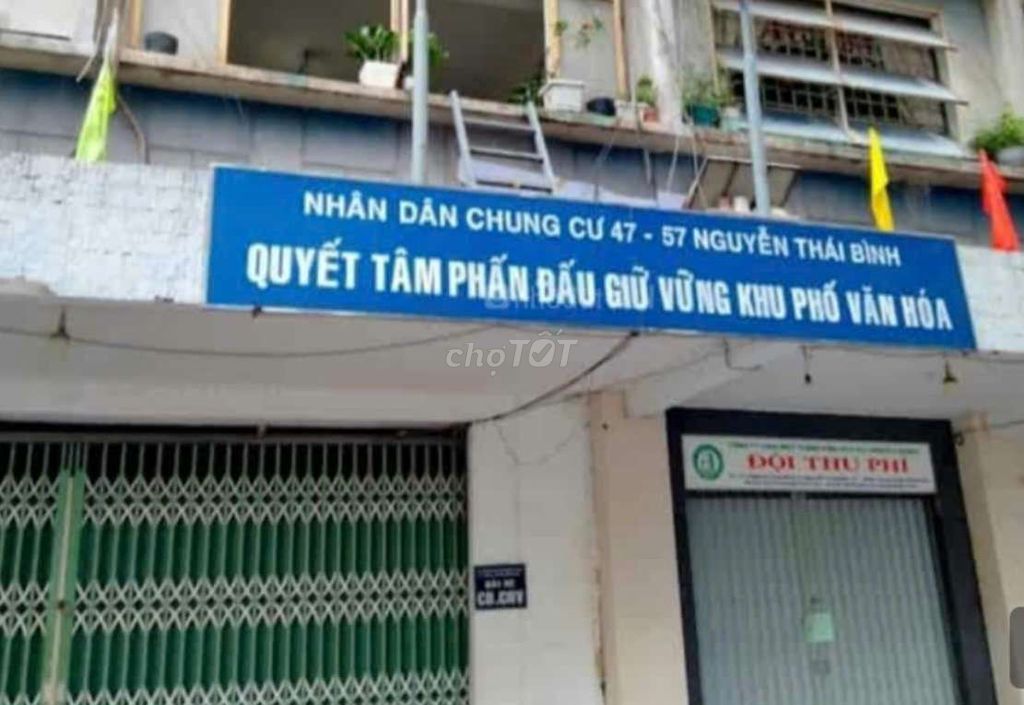 NHÂN DÂN CHUNG CƯ 47 - 57 NGUYỄN THÁI BÌNH
QUYẾT TÂM PHẤN ĐẤU GIỮ VỮNG KHU PHỐ VĂN HÓA
chợTỐT
ĐỘI THU PHÍ